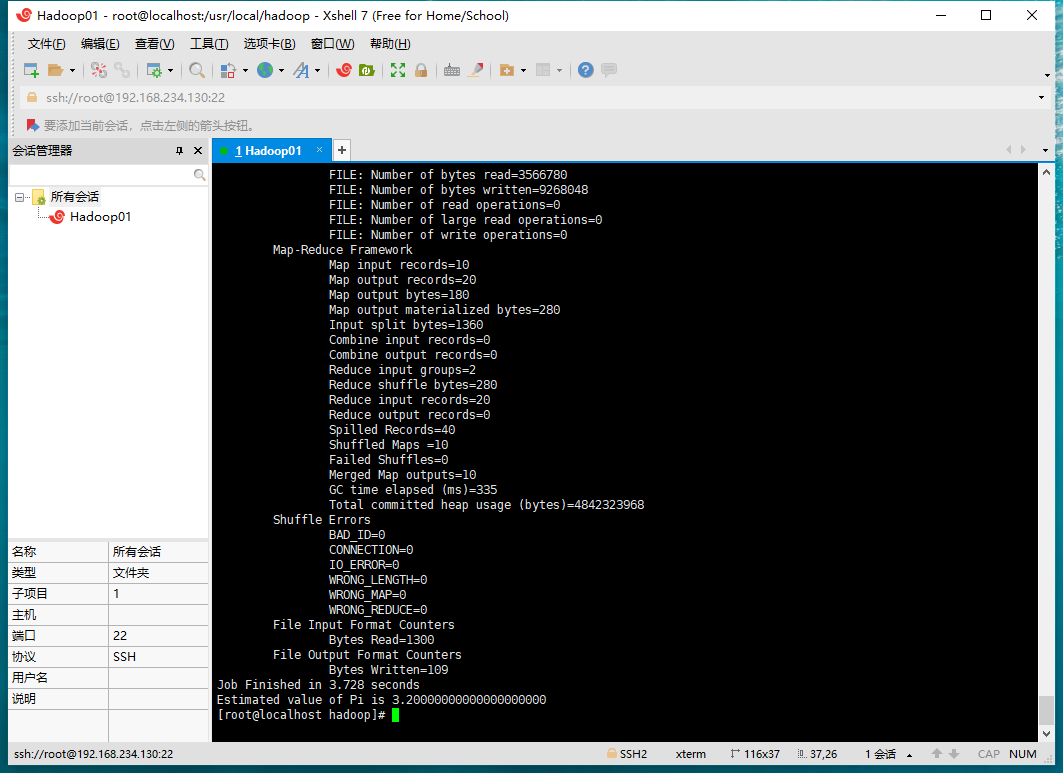 Hadoop01 - root@localhost:/usr/local/hadoop - Xshell 7 (Free for Home/School)
文件(F) 编辑(E) 查看(V) 工具(T) 选项卡(B) 窗口(W) 帮助(H)
ssh://root@192.168.234.130:22
要添加当前会话，点击左侧的箭头按钮。
会话管理器
1 Hadoop01
所有会话
Hadoop01
FILE: Number of bytes read=3566780
FILE: Number of bytes written=9268048
FILE: Number of read operations=0
FILE: Number of large read operations=0
FILE: Number of write operations=0
Map-Reduce Framework
Map input records=10
Map output records=20
Map output bytes=180
Map output materialized bytes=280
Input split bytes=1360
Combine input records=0
Combine output records=0
Reduce input groups=2
Reduce shuffle bytes=280
Reduce input records=20
Reduce output records=0
Spilled Records=40
Shuffled Maps =10
Failed Shuffles=0
Merged Map outputs=10
GC time elapsed (ms)=335
Total committed heap usage (bytes)=4842323968
Shuffle Errors
BAD_ID=0
CONNECTION=0
IO_ERROR=0
WRONG_LENGTH=0
WRONG_MAP=0
WRONG_REDUCE=0
File Input Format Counters
Bytes Read=1300
File Output Format Counters
Bytes Written=109
Job Finished in 3.728 seconds
Estimated value of Pi is 3.20000000000000000000
[root@localhost hadoop]#
名称 所有会话
类型 文件夹
子项目 1
主机
端口 22
协议 SSH
用户名
说明
ssh://root@192.168.234.130:22 SSH2 xterm 116x37 37,26 1 会话 CAP NUM